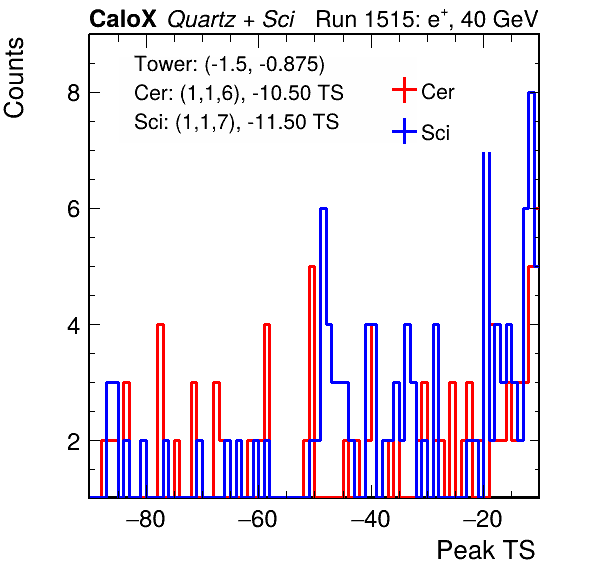 CaloX Quartz + Sci Run 1515: e+, 40 GeV
Counts
Tower: (-1.5, -0.875)
Cer: (1,1,6), -10.50 TS
Sci: (1,1,7), -11.50 TS
Cer
Sci
8
6
4
2
−80 −60 −40 −20
Peak TS